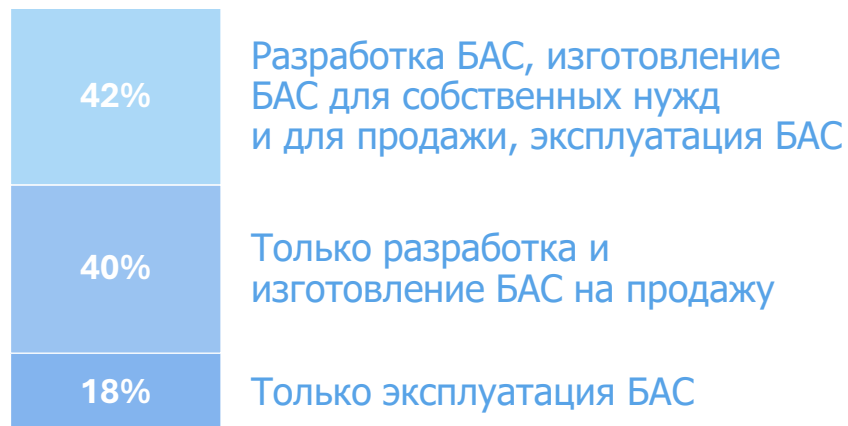 42%
Разработка БАС, изготовление
БАС для собственных нужд
и для продажи, эксплуатация БАС
40%
Только разработка и
изготовление БАС на продажу
18%
Только эксплуатация БАС